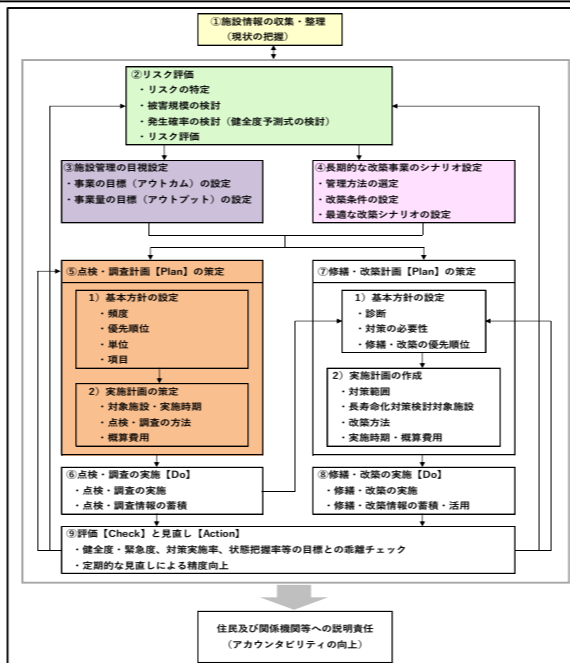 ①施設情報の収集・整理
（現状の把握）
②リスク評価
・リスクの特定
・被害規模の検討
・発生確率の検討（健全度予測式の検討）
・リスク評価
③施設管理の目視設定
・事業の目標（アウトカム）の設定
・事業量の目標（アウトプット）の設定
④長期的な改築事業のシナリオ設定
・管理方法の選定
・改築条件の設定
・最適な改築シナリオの設定
⑤点検・調査計画【Plan】の策定
1）基本方針の設定
・頻度
・優先順位
・単位
・項目
2）実施計画の策定
・対象施設・実施時期
・点検・調査の方法
・概算費用
⑦修繕・改築計画【Plan】の策定
1）基本方針の設定
・診断
・対策の必要性
・修繕・改築の優先順位
2）実施計画の作成
・対策範囲
・長寿命化対策検討対象施設
・改築方法
・実施時期・概算費用
⑥点検・調査の実施【Do】
・点検・調査の実施
・点検・調査情報の蓄積
⑧修繕・改築の実施【Do】
・修繕・改築の実施
・修繕・改築情報の蓄積・活用
⑨評価【Check】と見直し【Action】
・健全度・緊急度、対策実施率、状態把握率等の目標との乖離チェック
・定期的な見直しによる精度向上
住民及び関係機関等への説明責任
（アカウンタビリティの向上）